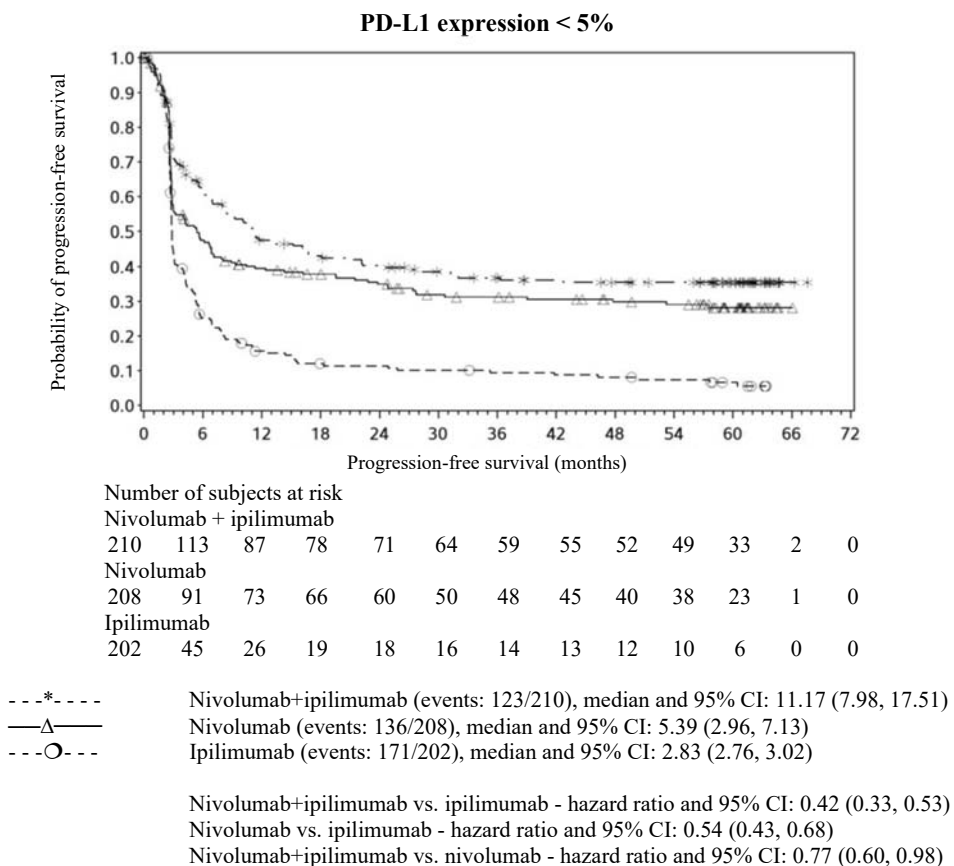 PD-L1 expression < 5%
Probability of progression-free survival
1.0
0.9
0.8
0.7
0.6
0.5
0.4
0.3
0.2
0.1
0.0
0 6 12 18 24 30 36 42 48 54 60 66 72
Progression-free survival (months)
Number of subjects at risk
Nivolumab + ipilimumab
210 113 87 78 71 64 59 55 52 49 33 2 0
Nivolumab
208 91 73 66 60 50 48 45 40 38 23 1 0
Ipilimumab
202 45 26 19 18 16 14 13 12 10 6 0 0
- - -*- - - - Nivolumab+ipilimumab (events: 123/210), median and 95% CI: 11.17 (7.98, 17.51)
──Δ─── Nivolumab (events: 136/208), median and 95% CI: 5.39 (2.96, 7.13)
- - -❍- - - Ipilimumab (events: 171/202), median and 95% CI: 2.83 (2.76, 3.02)
Nivolumab+ipilimumab vs. ipilimumab - hazard ratio and 95% CI: 0.42 (0.33, 0.53)
Nivolumab vs. ipilimumab - hazard ratio and 95% CI: 0.54 (0.43, 0.68)
Nivolumab+ipilimumab vs. nivolumab - hazard ratio and 95% CI: 0.77 (0.60, 0.98)